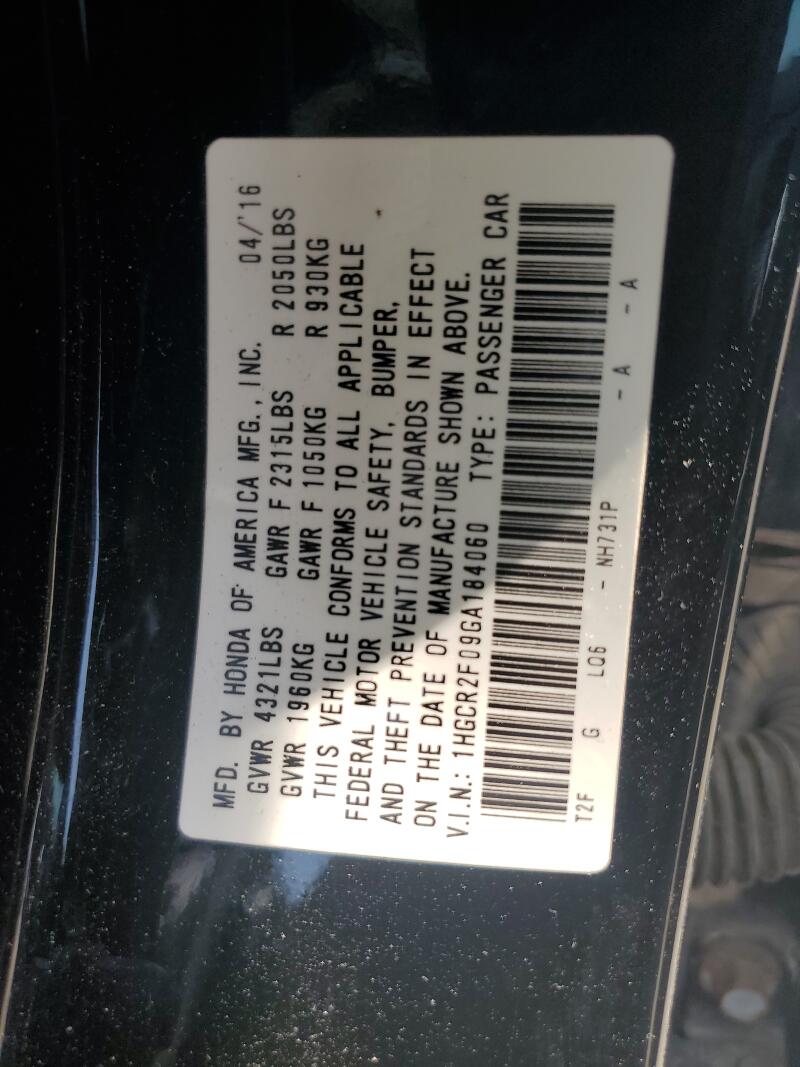 MFD. BY HONDA OF AMERICA MFG., INC. 04/'16
GVWR 4321LBS GAWR F 2315LBS R 2050LBS
GVWR 1960KG GAWR F 1050KG R 930KG
THIS VEHICLE CONFORMS TO ALL APPLICABLE
FEDERAL MOTOR VEHICLE SAFETY, BUMPER,
AND THEFT PREVENTION STANDARDS IN EFFECT
ON THE DATE OF MANUFACTURE SHOWN ABOVE.
V.I.N.: 1HGCR2F09GA184060 TYPE: PASSENGER CAR
T2F G LQ6 - NH731P - A - A